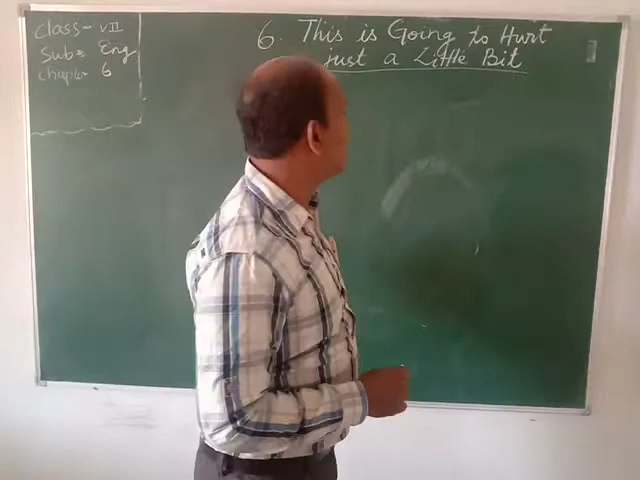 Class- VII
Sub= Eng
Chapter 6
6. This is Going to Hurt
just a Little Bit